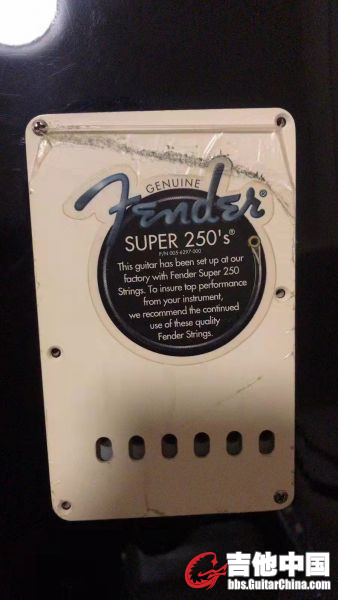 GENUINE
Fender®
SUPER 250's®
P/N 005-6297-000
This guitar has been set up at our
factory with Fender Super 250
Strings. To insure top performance
from your instrument,
we recommend the continued
use of these quality
Fender Strings.
吉他中国
bbs.GuitarChina.com